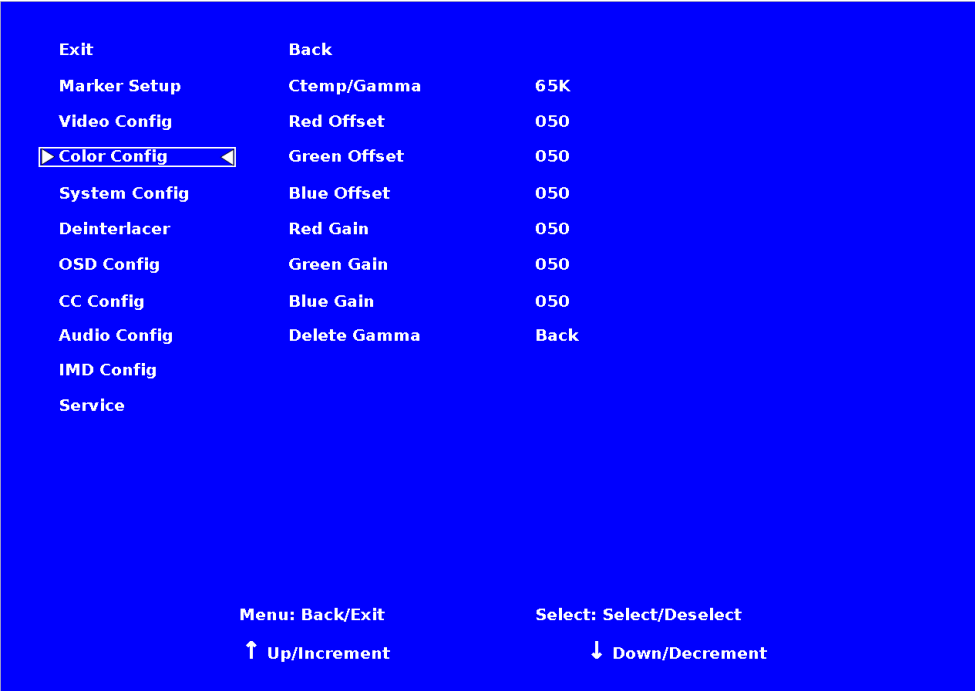 Exit Back
Marker Setup Ctemp/Gamma 65K
Video Config Red Offset 050
Color Config Green Offset 050
System Config Blue Offset 050
Deinterlacer Red Gain 050
OSD Config Green Gain 050
CC Config Blue Gain 050
Audio Config Delete Gamma Back
IMD Config
Service
Menu: Back/Exit Select: Select/Deselect
↑ Up/Increment ↓ Down/Decrement